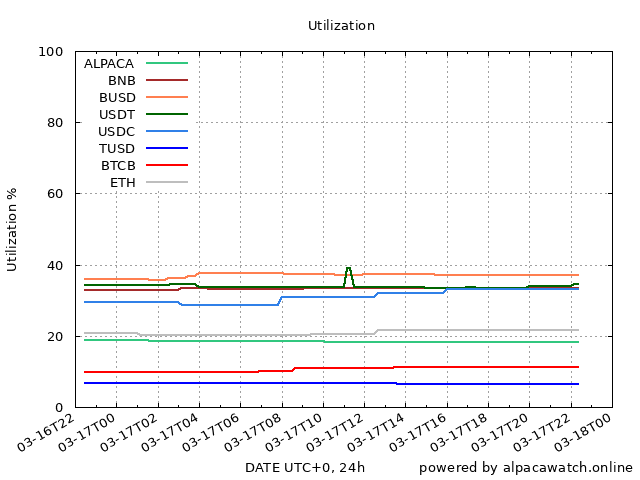 Utilization
100
80
60
40
20
0
Utilization %
ALPACA
BNB
BUSD
USDT
USDC
TUSD
BTCB
ETH
03-16T22
03-17T00
03-17T02
03-17T04
03-17T06
03-17T08
03-17T10
03-17T12
03-17T14
03-17T16
03-17T18
03-17T20
03-17T22
03-18T00
DATE UTC+0, 24h
powered by alpacawatch.online